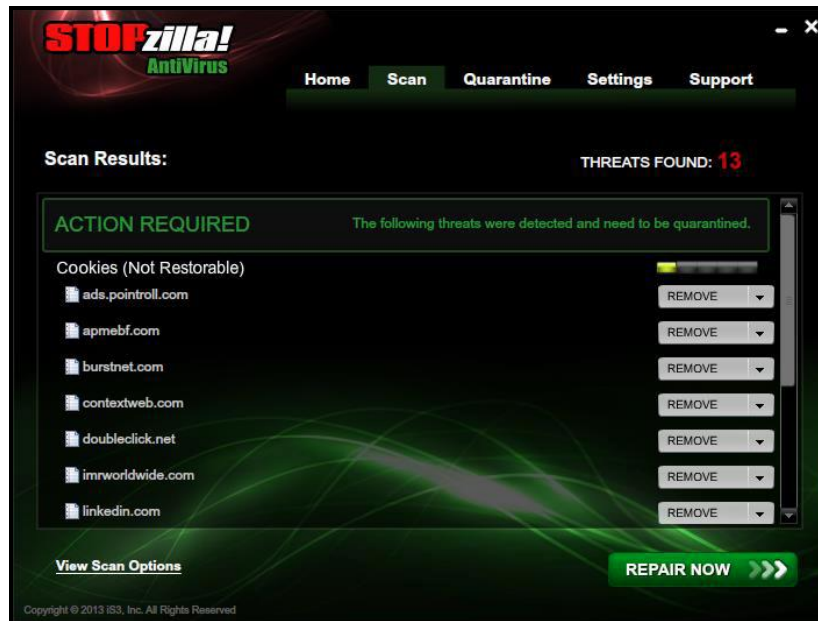 STOPzilla!
AntiVirus
Home Scan Quarantine Settings Support
Scan Results:
THREATS FOUND: 13
ACTION REQUIRED
The following threats were detected and need to be quarantined.
Cookies (Not Restorable)
ads.pointroll.com REMOVE
apmebf.com REMOVE
burstnet.com REMOVE
contextweb.com REMOVE
doubleclick.net REMOVE
imrworldwide.com REMOVE
linkedin.com REMOVE
View Scan Options
REPAIR NOW
Copyright © 2013 iS3, Inc. All Rights Reserved